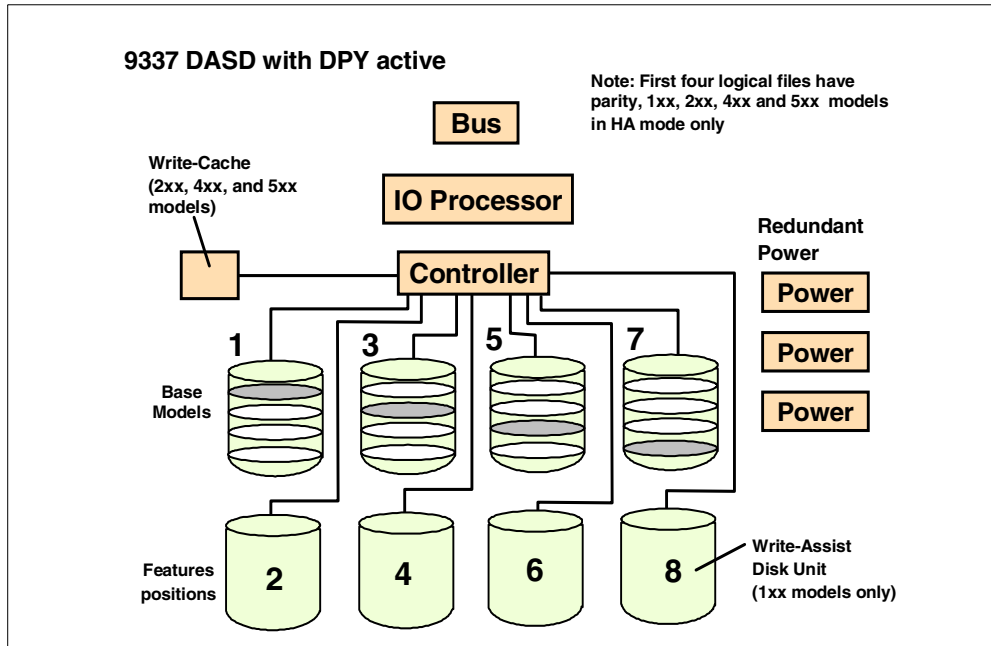 9337 DASD with DPY active
Note: First four logical files have
parity, 1xx, 2xx, 4xx and 5xx models
in HA mode only
Bus
Write-Cache
(2xx, 4xx, and 5xx
models)
IO Processor
Redundant
Power
Controller
Power
1
3
5
7
Power
Base
Models
Power
2
4
6
8
Features
positions
Write-Assist
Disk Unit
(1xx models only)